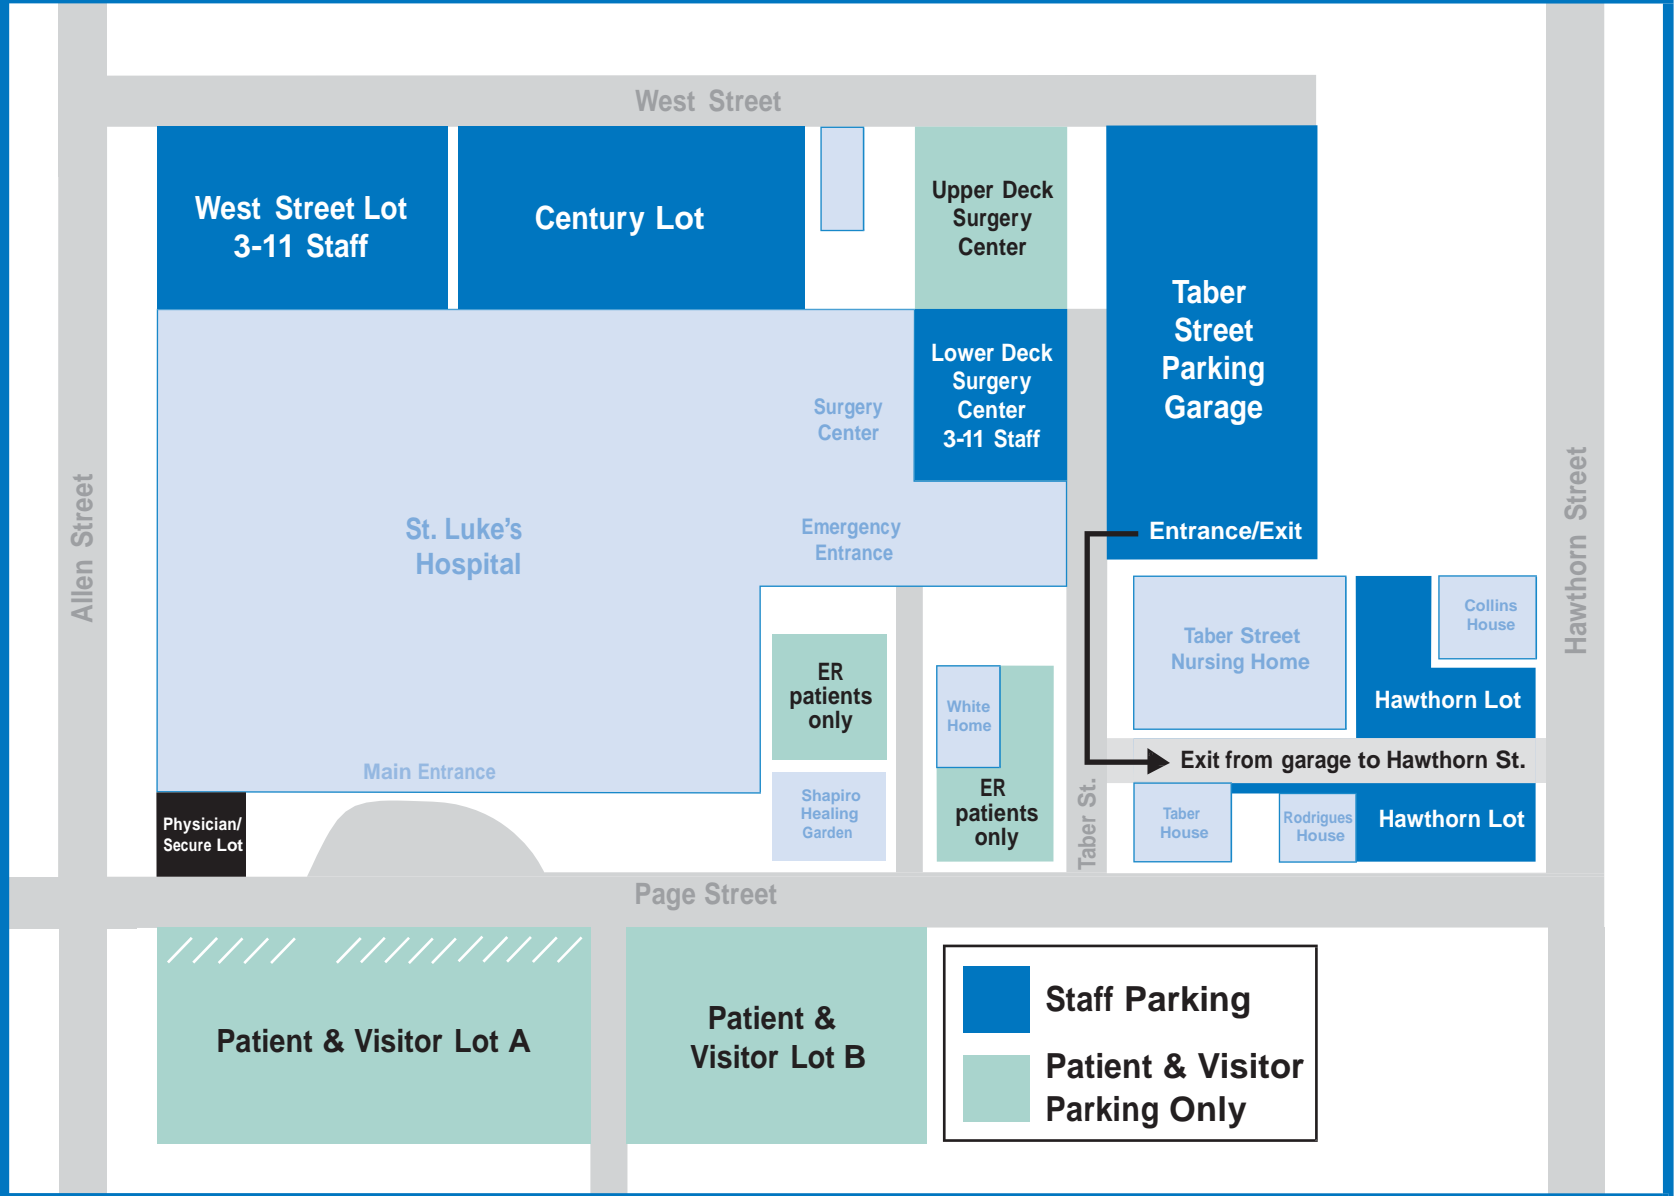 West Street
West Street Lot
3-11 Staff
Century Lot
Upper Deck
Surgery
Center
Taber
Street
Parking
Garage
Lower Deck
Surgery
Center
3-11 Staff
Surgery
Center
Allen Street
Hawthorn Street
St. Luke’s
Hospital
Emergency
Entrance
Entrance/Exit
Collins
House
Taber Street
Nursing Home
ER
patients
only
White
Home
Hawthorn Lot
Main Entrance
Exit from garage to Hawthorn St.
Physician/
Secure Lot
Shapiro
Healing
Garden
ER
patients
only
Taber St.
Taber
House
Rodrigues
House
Hawthorn Lot
Page Street
Patient & Visitor Lot A
Patient &
Visitor Lot B
Staff Parking
Patient & Visitor
Parking Only